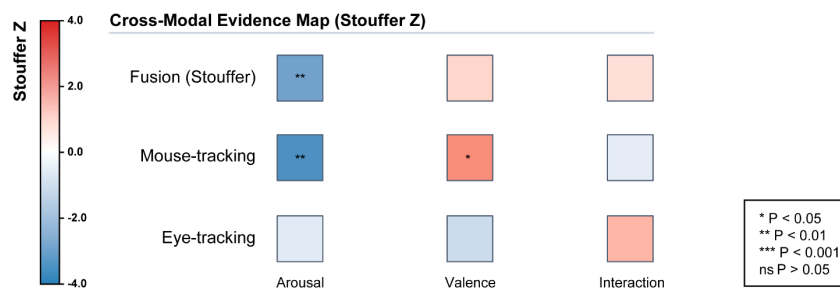 Cross-Modal Evidence Map (Stouffer Z)
Stouffer Z
4.0
2.0
0.0
-2.0
-4.0
Fusion (Stouffer)
**
Mouse-tracking
**
*
Eye-tracking
Arousal
Valence
Interaction
* P < 0.05
** P < 0.01
*** P < 0.001
ns P > 0.05